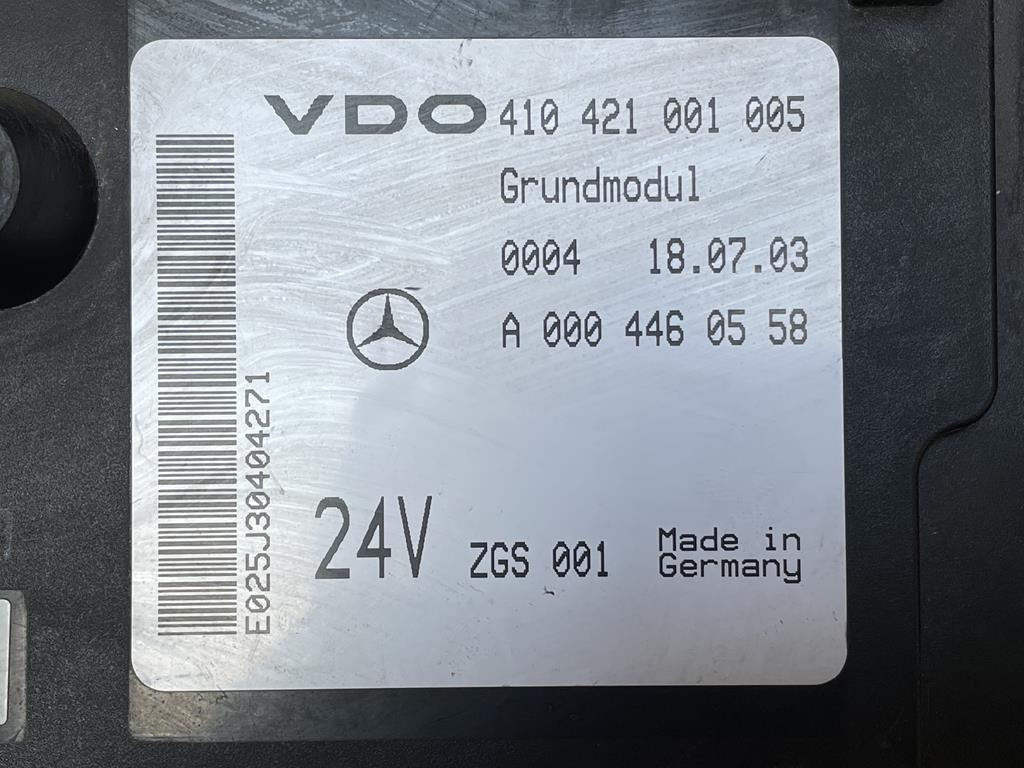 VDO 410 421 001 005
Grundmodul
0004 18.07.03
A 000 446 05 58
E025J30404271
24V ZGS 001 Made in
Germany